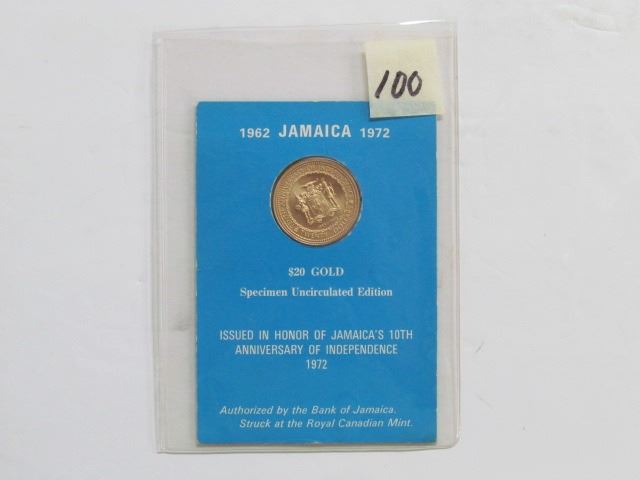 100
1962 JAMAICA 1972
$20 GOLD
Specimen Uncirculated Edition
ISSUED IN HONOR OF JAMAICA'S 10TH
ANNIVERSARY OF INDEPENDENCE
1972
Authorized by the Bank of Jamaica.
Struck at the Royal Canadian Mint.